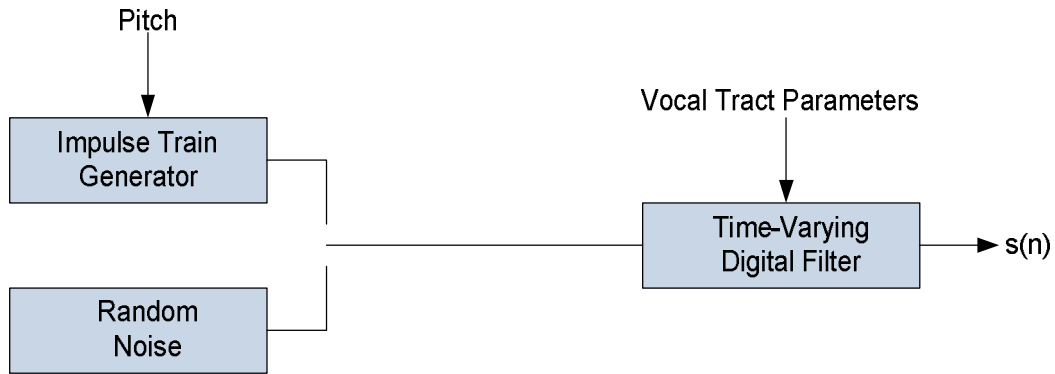 Pitch
Impulse Train
Generator
Vocal Tract Parameters
Time-Varying
Digital Filter
s(n)
Random
Noise